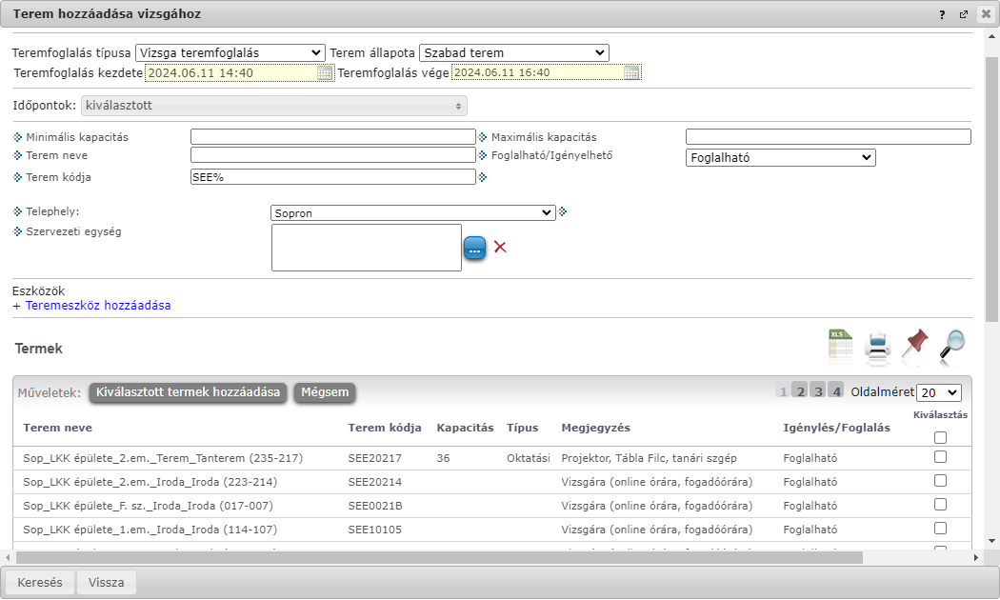 Terem hozzáadása vizsgához ?
Teremfoglalás típusa Vizsga teremfoglalás Terem állapota Szabad terem
Teremfoglalás kezdete 2024.06.11 14:40 Teremfoglalás vége 2024.06.11 16:40
Időpontok: kiválasztott
Minimális kapacitás Maximális kapacitás
Terem neve Foglalható/Igényelhető Foglalható
Terem kódja SEE%
Telephely: Sopron
Szervezeti egység ...
Eszközök
+ Teremeszköz hozzáadása
Termek XLS
Műveletek: Kiválasztott termek hozzáadása Mégsem 1 2 3 4 Oldalméret 20
Terem neve Terem kódja Kapacitás Típus Megjegyzés Igénylés/Foglalás Kiválasztás
Sop_LKK épülete_2.em._Terem_Tanterem (235-217) SEE20217 36 Oktatási Projektor, Tábla Filc, tanári szgép Foglalható
Sop_LKK épülete_2.em._Iroda_Iroda (223-214) SEE20214 Vizsgára (online órára, fogadóórára) Foglalható
Sop_LKK épülete_F. sz._Iroda_Iroda (017-007) SEE0021B Vizsgára (online órára, fogadóórára) Foglalható
Sop_LKK épülete_1.em._Iroda_Iroda (114-107) SEE10105 Vizsgára (online órára, fogadóórára) Foglalható
Keresés Vissza